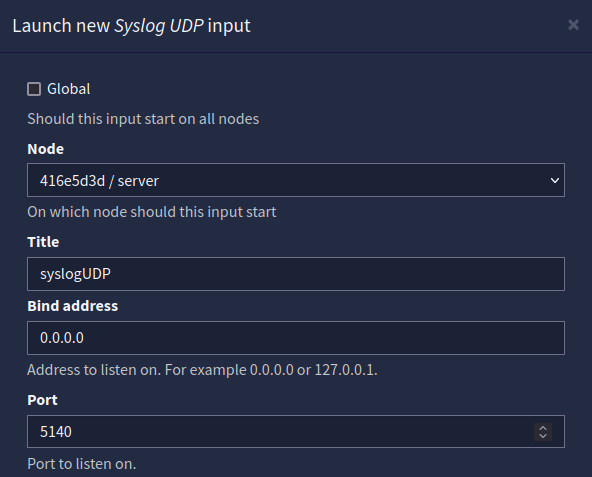 Launch new Syslog UDP input ×
Global
Should this input start on all nodes
Node
416e5d3d / server
On which node should this input start
Title
syslogUDP
Bind address
0.0.0.0
Address to listen on. For example 0.0.0.0 or 127.0.0.1.
Port
5140
Port to listen on.